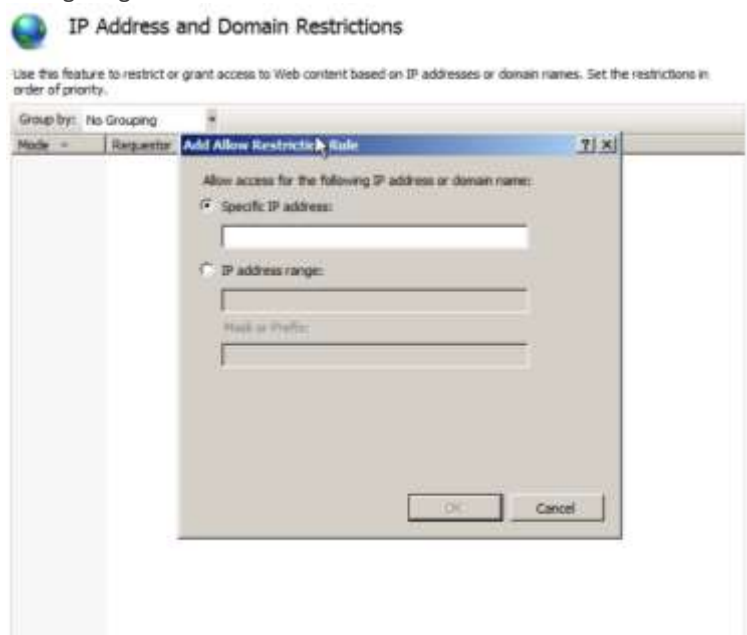 IP Address and Domain Restrictions
Use this feature to restrict or grant access to Web content based on IP addresses or domain names. Set the restrictions in
order of priority.
Group by: No Grouping
Mode Requestor
Add Allow Restriction Rule
Allow access for the following IP address or domain name:
Specific IP address:
IP address range:
Mask or Prefix:
OK Cancel